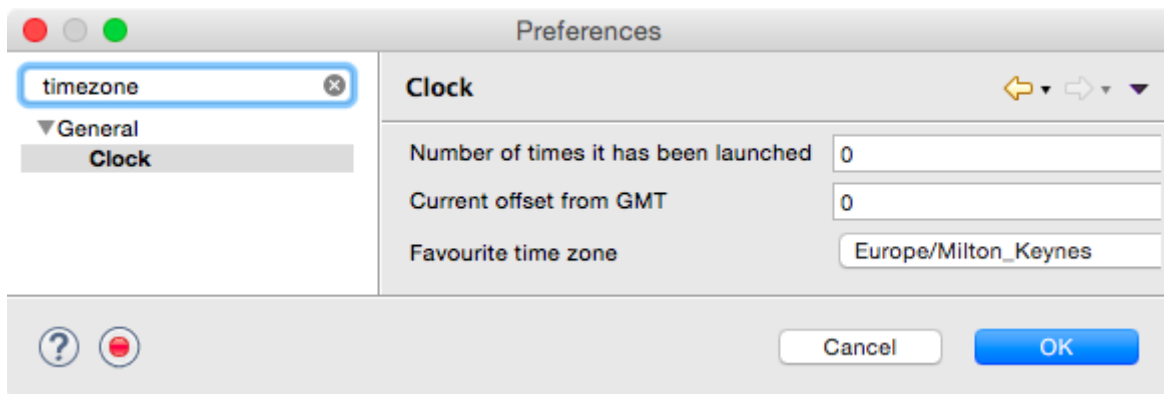 Preferences
timezone
General
Clock
Clock
Number of times it has been launched 0
Current offset from GMT 0
Favourite time zone Europe/Milton_Keynes
? Cancel OK